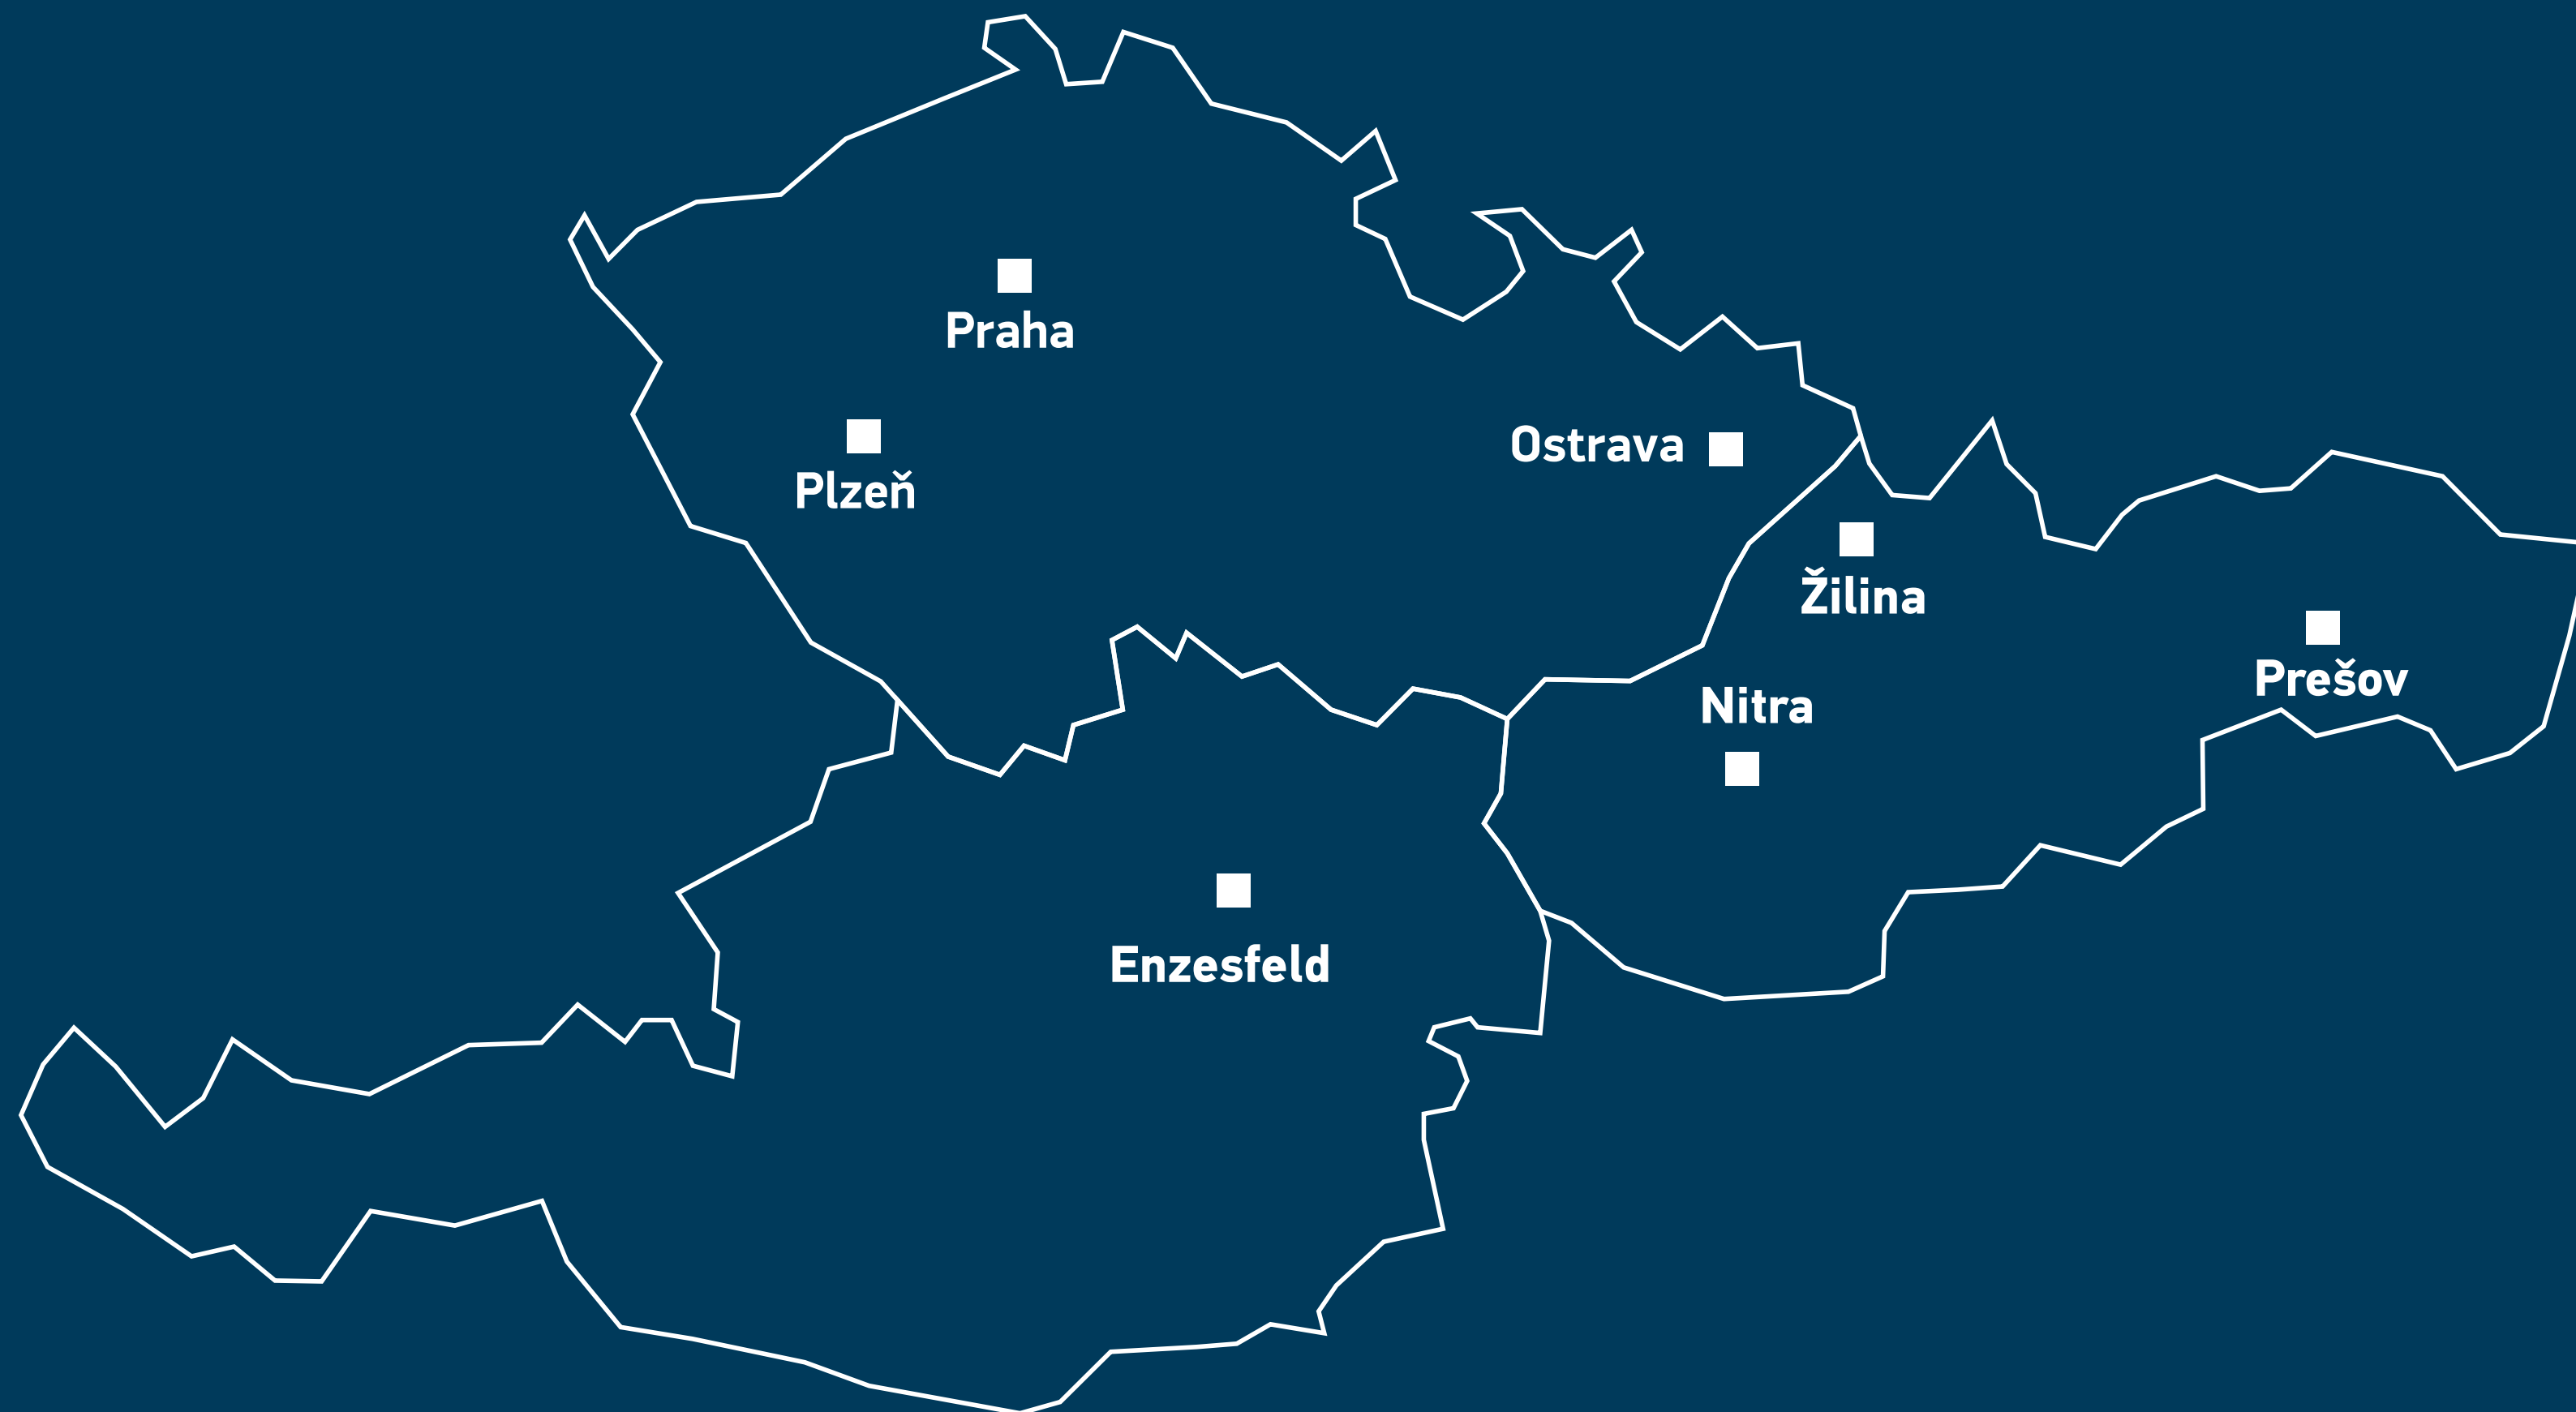 Praha
Ostrava
Plzeň
Žilina
Prešov
Nitra
Enzesfeld